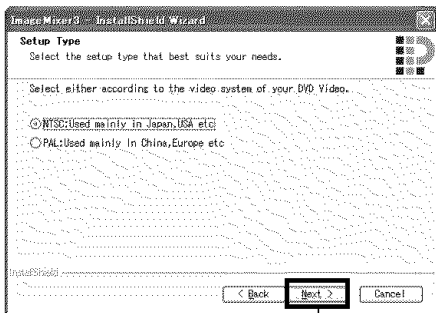 ImageMixer3 - InstallShield Wizard
Setup Type
Select the setup type that best suits your needs.
Select either according to the video system of your DVD Video.
NTSC:Used mainly in Japan,USA etc
PAL:Used mainly In China,Europe etc
InstallShield
< Back
Next >
Cancel